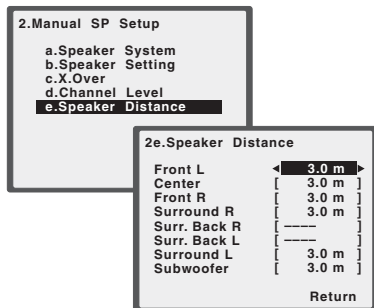 2.Manual SP Setup
a.Speaker System
b.Speaker Setting
c.X.Over
d.Channel Level
e.Speaker Distance
2e.Speaker Distance
Front L ◄ 3.0 m ►
Center [ 3.0 m ]
Front R [ 3.0 m ]
Surround R [ 3.0 m ]
Surr. Back R [ –––– ]
Surr. Back L [ –––– ]
Surround L [ 3.0 m ]
Subwoofer [ 3.0 m ]
Return